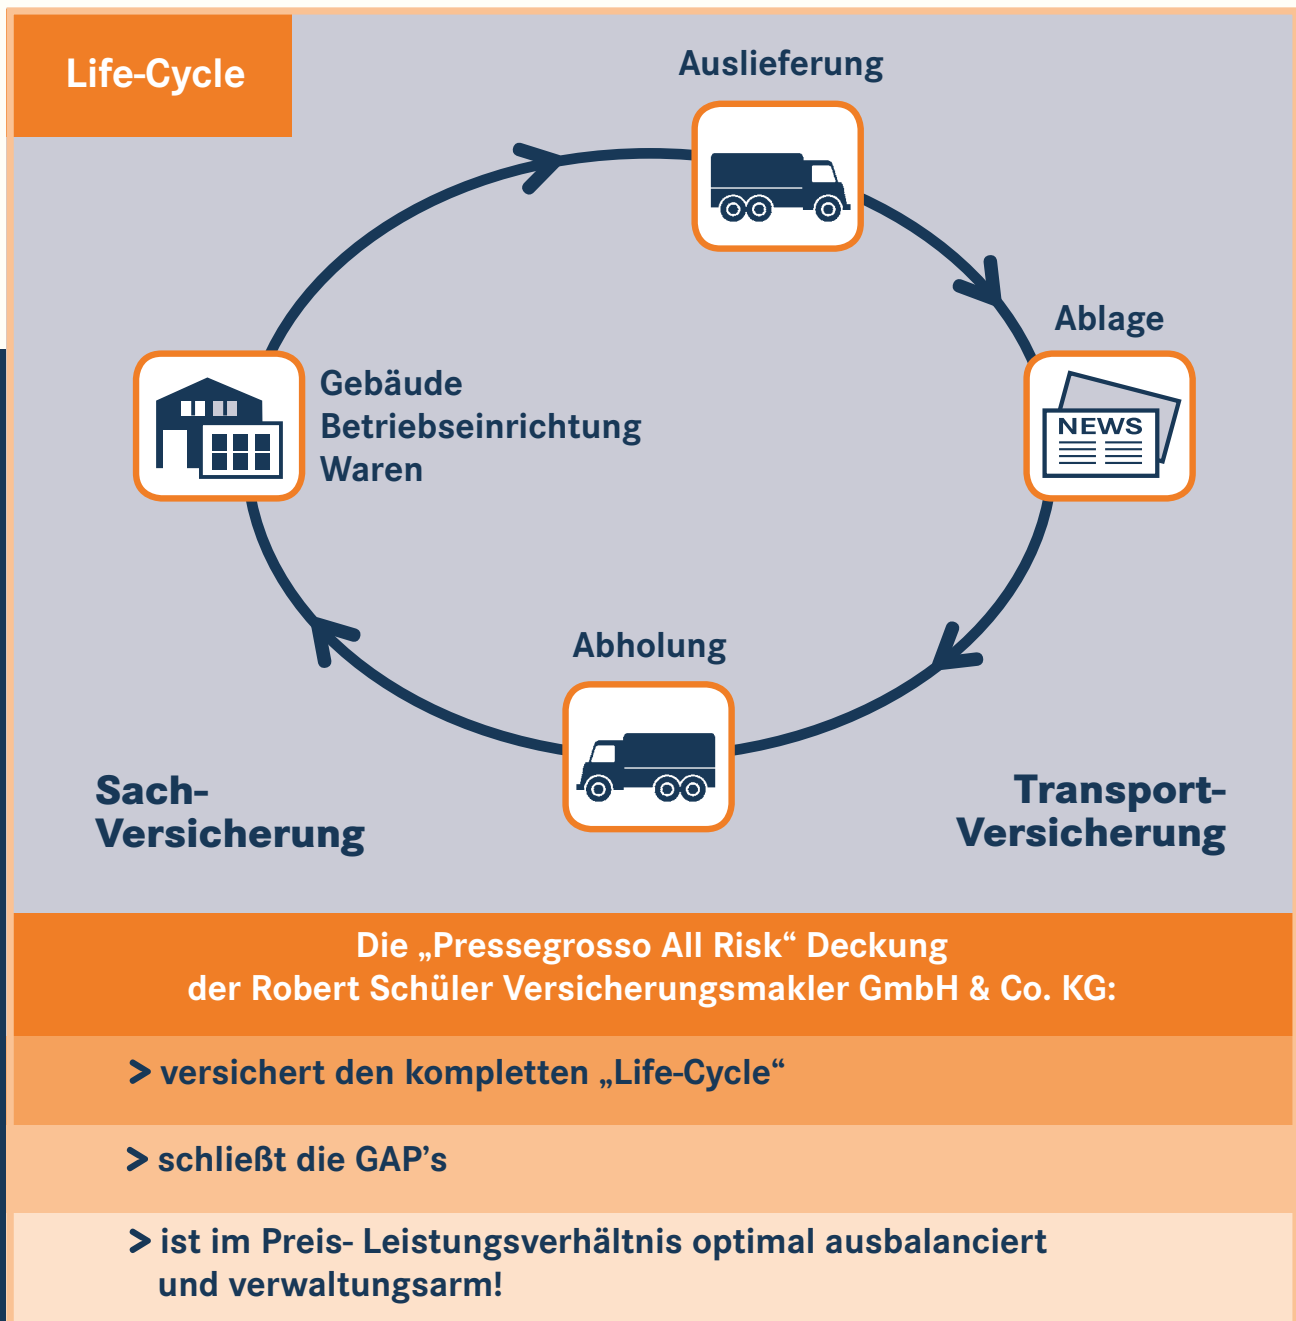 Life-Cycle
Auslieferung
Ablage
NEWS
Gebäude
Betriebseinrichtung
Waren
Abholung
Sach-
Versicherung
Transport-
Versicherung
Die „Pressegrosso All Risk“ Deckung
der Robert Schüler Versicherungsmakler GmbH & Co. KG:
> versichert den kompletten „Life-Cycle“
> schließt die GAP’s
> ist im Preis- Leistungsverhältnis optimal ausbalanciert
und verwaltungsarm!